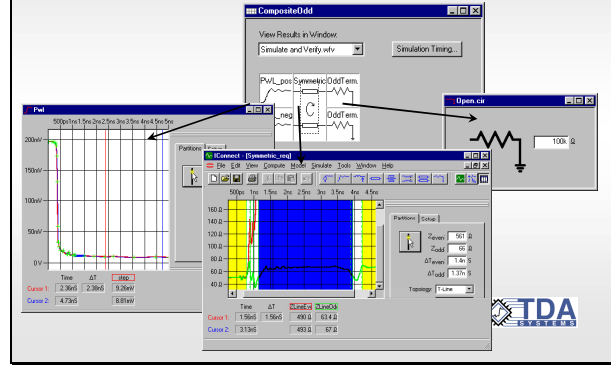 CompositeOdd
View Results in Window:
Simulate and Verify.wfv
Simulation Timing...
PWL_pos Symmetric OddTerm.
C
_neg OddTerm.
Pwl
500ps 1ns 1.5ns 2ns 2.5ns 3ns 3.5ns 4ns 4.5ns 5ns
200mV
150mV
100mV
50mV
0V
Partitions
Time ΔT step
Cursor 1: 2.36nS 2.38nS 9.26mV
Cursor 2: 4.73nS 8.81mV
Open.cir
100k Ω
IConnect - [Symmetric_req]
File Edit View Compute Model Simulate Tools Window Help
500ps 1ns 1.5ns 2ns 2.5ns 3ns 3.5ns 4ns 4.5ns
160 Ω
140 Ω
120 Ω
100 Ω
80.0
60.0
40.0
Partitions Setup
Zeven 561 Ω
Zodd 66 Ω
ΔTeven 1.4n S
ΔTodd 1.37n S
Topology: T-Line
Time ΔT ZLineEv ZLineOd
Cursor 1: 1.56nS 1.56nS 490 Ω 63.4 Ω
Cursor 2: 3.13nS 493 Ω 67 Ω
TDA
SYSTEMS